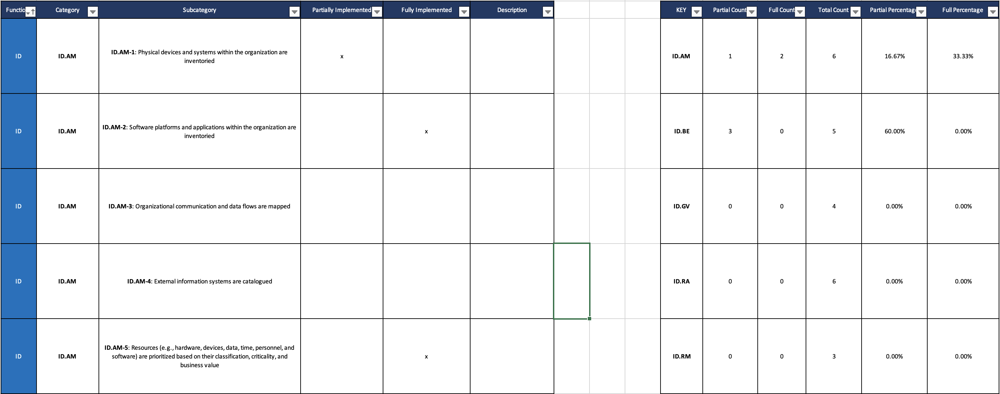 Functio Category Subcategory Partially Implemented Fully Implemented Description KEY Partial Count Full Count Total Count Partial Percentage Full Percentage
ID ID.AM ID.AM-1: Physical devices and systems within the organization are
inventoried
x
ID.AM 1 2 6 16.67% 33.33%
ID ID.AM ID.AM-2: Software platforms and applications within the organization are
inventoried
x
ID.BE 3 0 5 60.00% 0.00%
ID ID.AM ID.AM-3: Organizational communication and data flows are mapped
ID.GV 0 0 4 0.00% 0.00%
ID ID.AM ID.AM-4: External information systems are catalogued
ID.RA 0 0 6 0.00% 0.00%
ID ID.AM ID.AM-5: Resources (e.g., hardware, devices, data, time, personnel, and
software) are prioritized based on their classification, criticality, and
business value
x
ID.RM 0 0 3 0.00% 0.00%